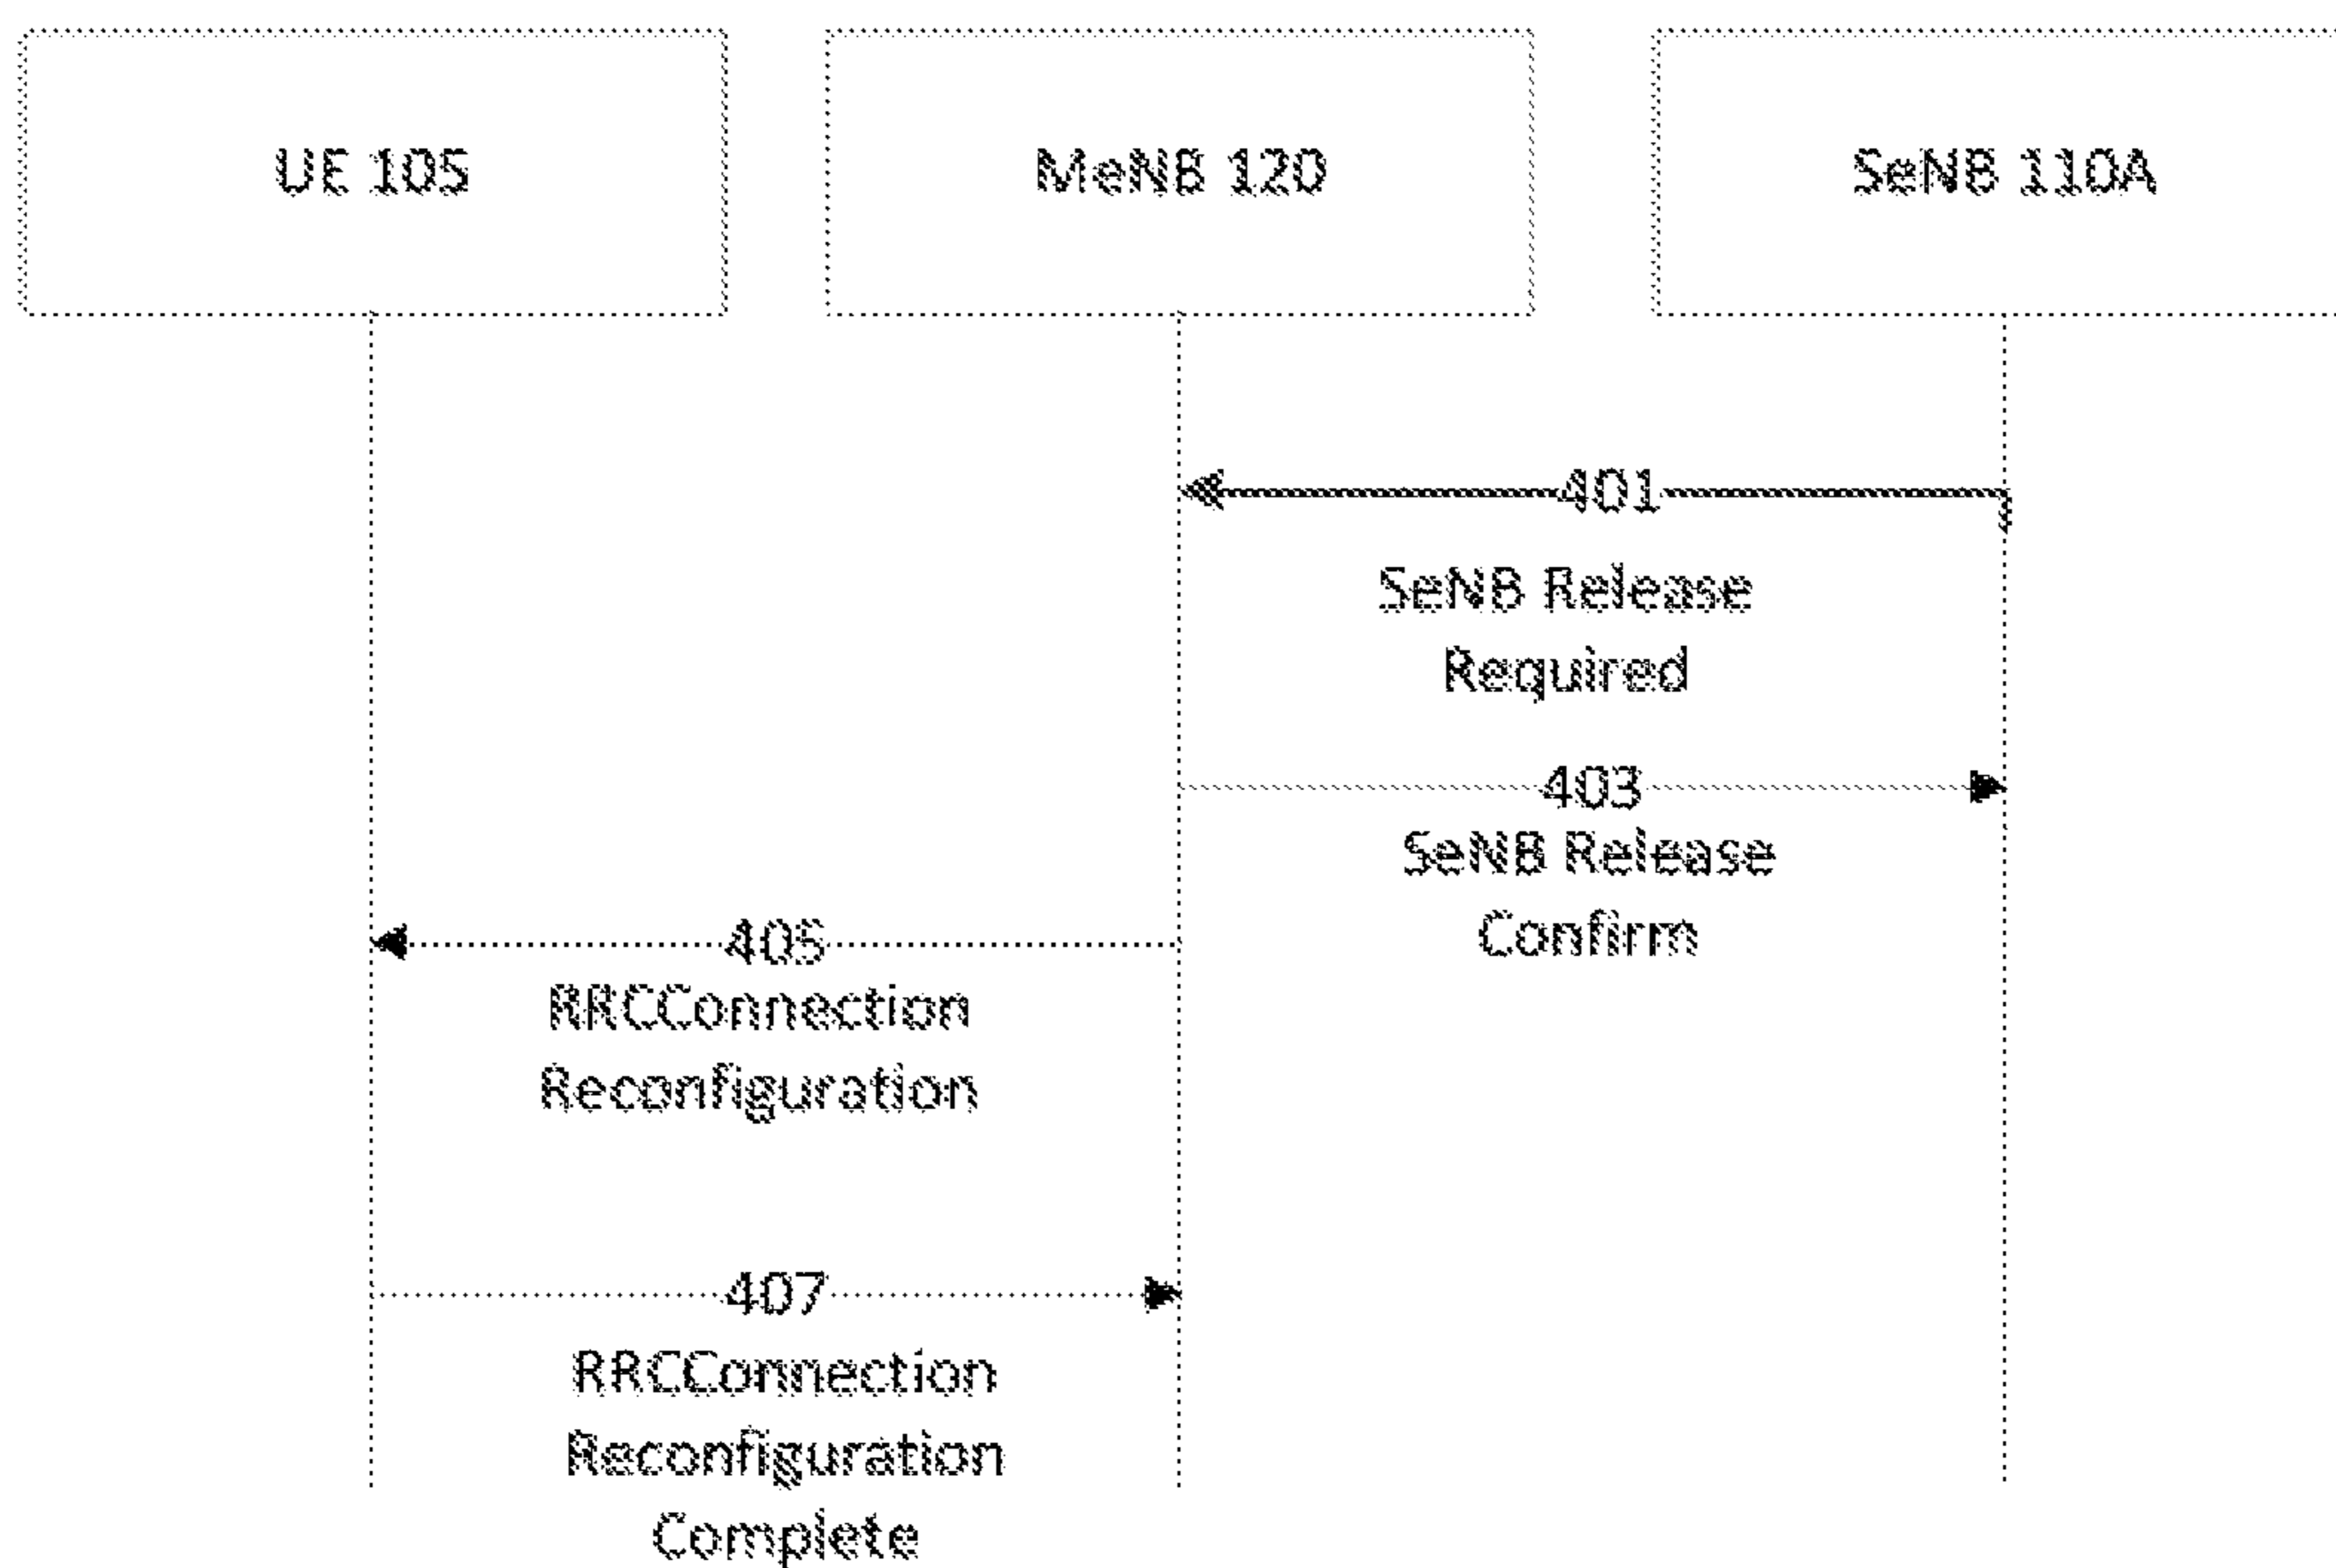 UE 105
MeNB 120
SeNB 110A
401
SeNB Release
Required
403
SeNB Release
Confirm
405
RRCConnection
Reconfiguration
407
RRCConnection
Reconfiguration
Complete